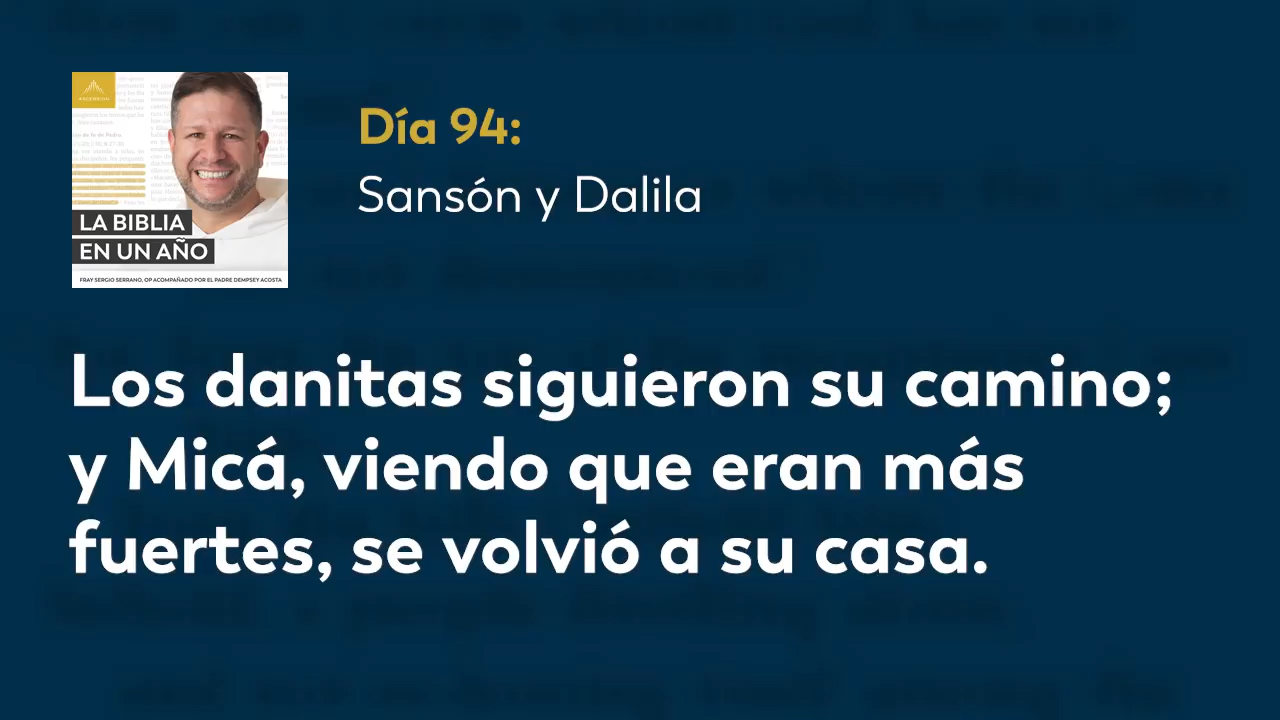 ASCENSION
LA BIBLIA
EN UN AÑO
FRAY SERGIO SERRANO, OP ACOMPAÑADO POR EL PADRE DEMPSEY ACOSTA
Día 94:
Sansón y Dalila
Los danitas siguieron su camino;
y Micá, viendo que eran más
fuertes, se volvió a su casa.